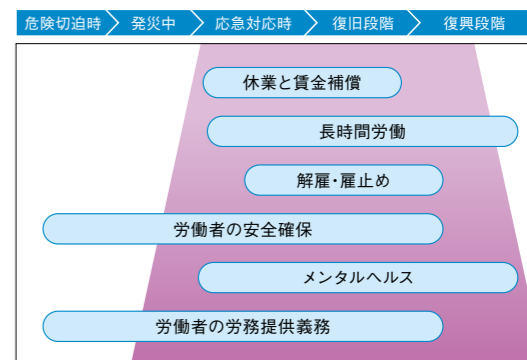 危険切迫時 発災中 応急対応時 復旧段階 復興段階
休業と賃金補償
長時間労働
解雇・雇止め
労働者の安全確保
メンタルヘルス
労働者の労務提供義務